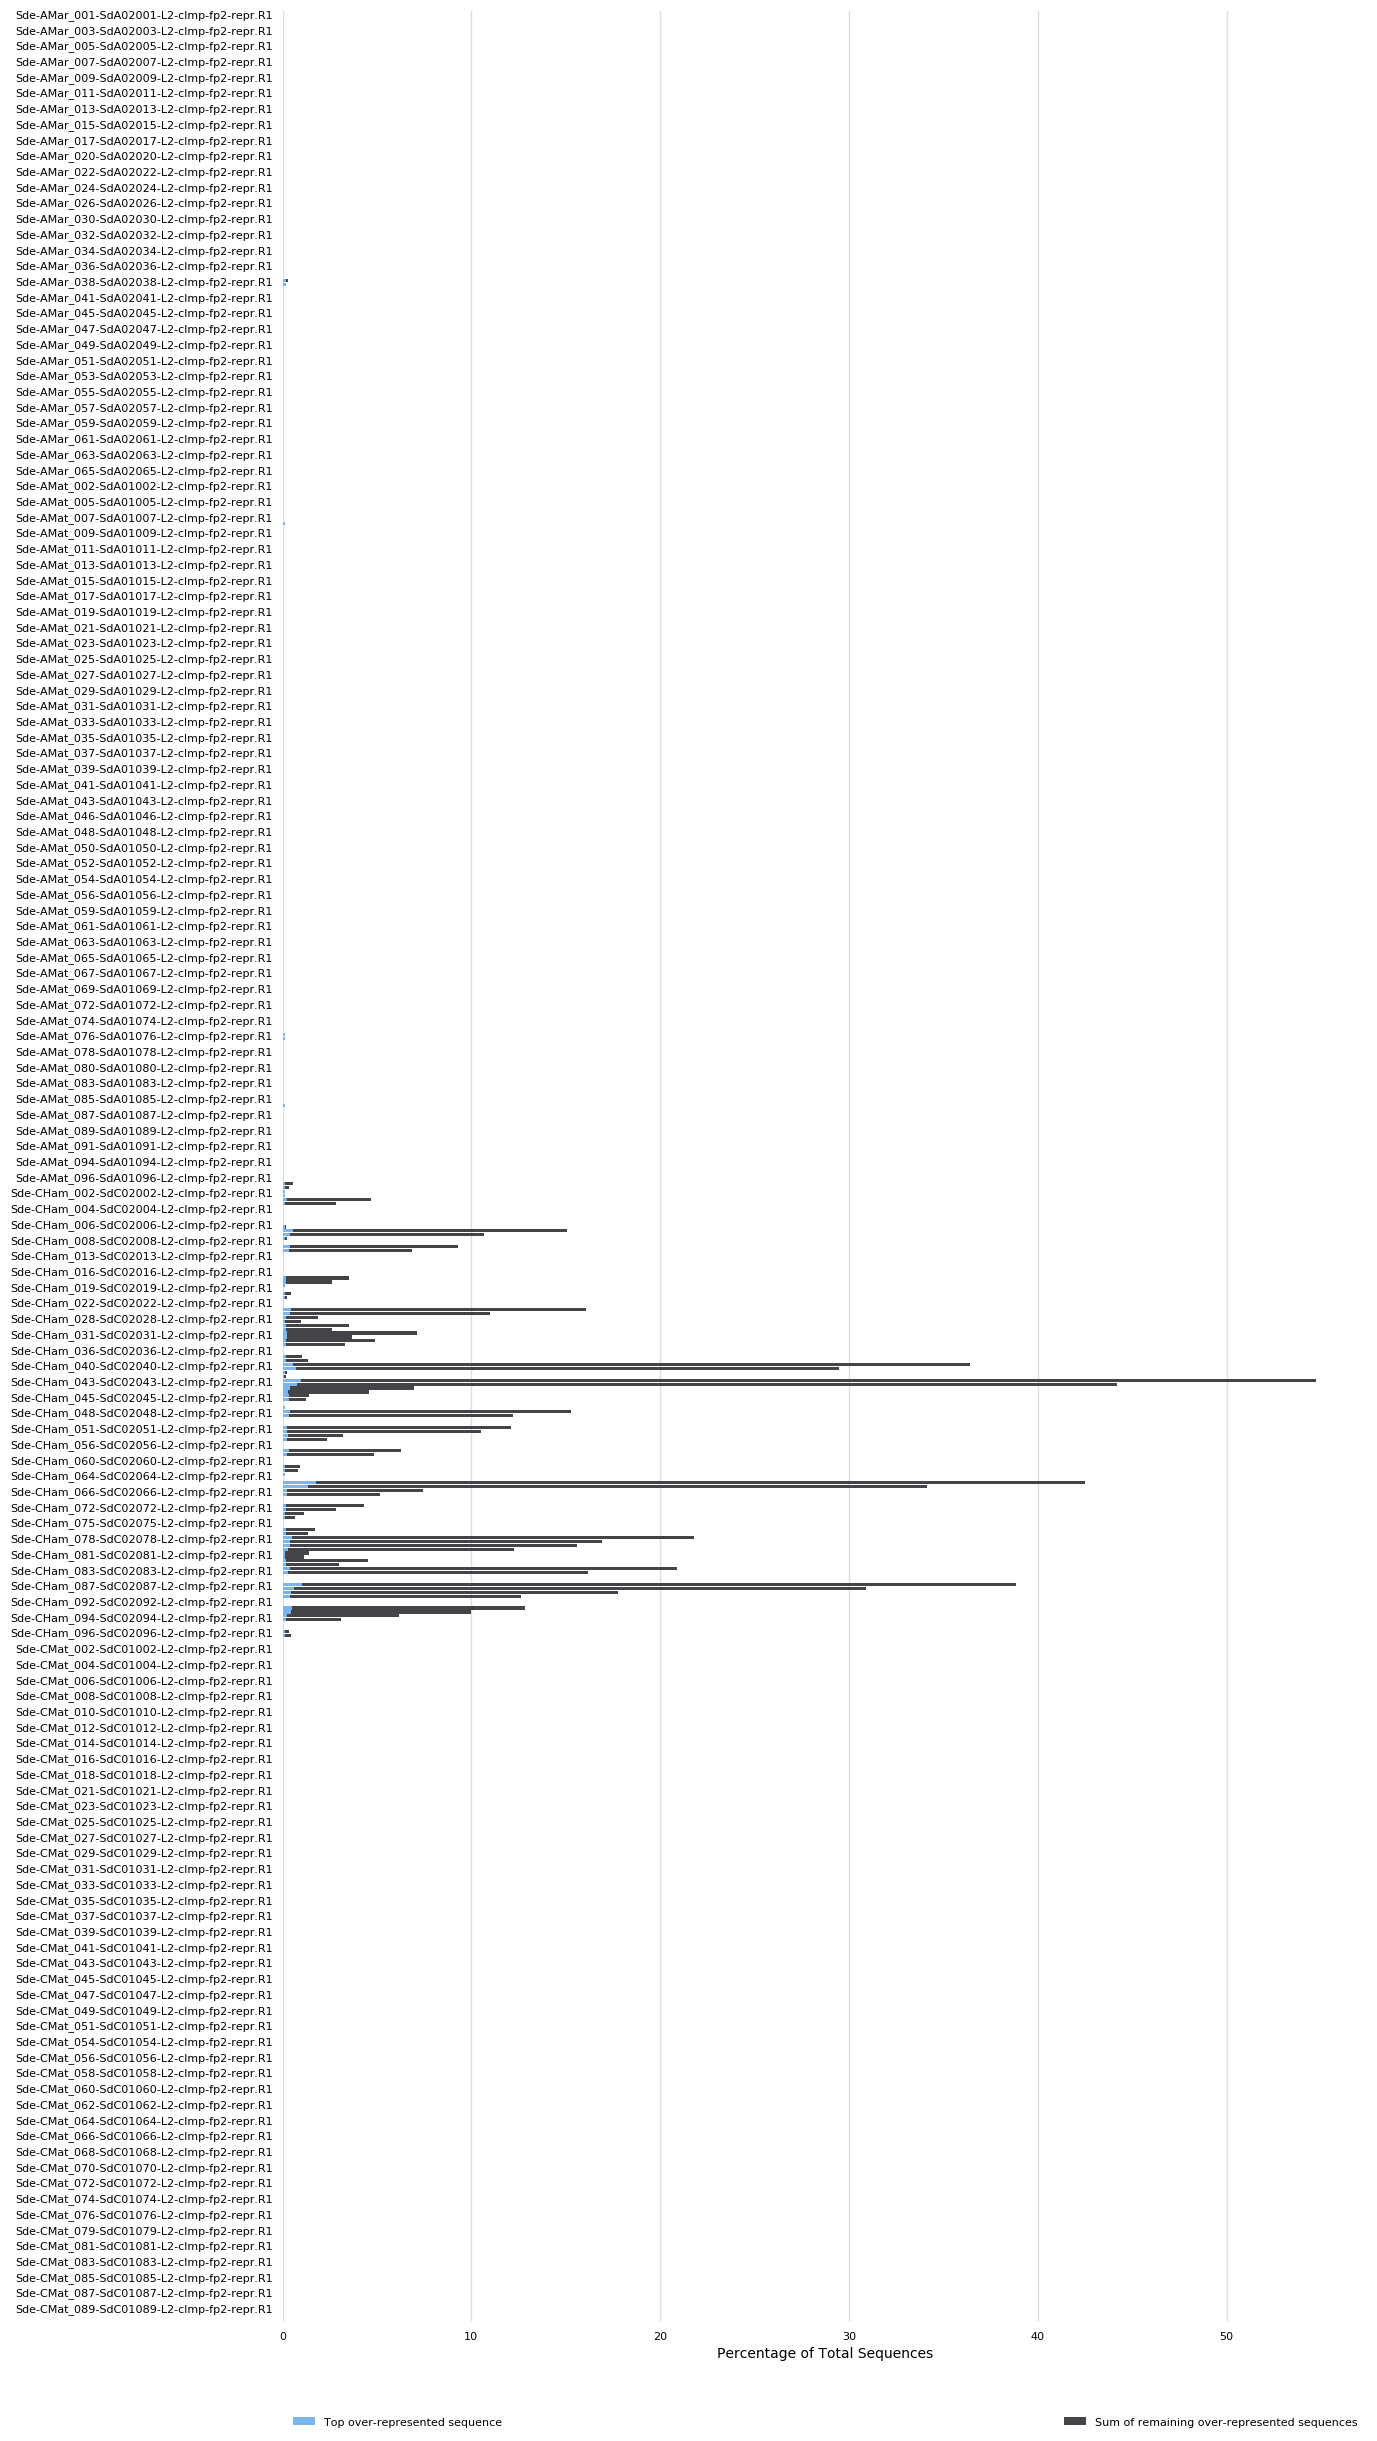 Sde-AMar_001-SdA02001-L2-clmp-fp2-repr.R1
Sde-AMar_003-SdA02003-L2-clmp-fp2-repr.R1
Sde-AMar_005-SdA02005-L2-clmp-fp2-repr.R1
Sde-AMar_007-SdA02007-L2-clmp-fp2-repr.R1
Sde-AMar_009-SdA02009-L2-clmp-fp2-repr.R1
Sde-AMar_011-SdA02011-L2-clmp-fp2-repr.R1
Sde-AMar_013-SdA02013-L2-clmp-fp2-repr.R1
Sde-AMar_015-SdA02015-L2-clmp-fp2-repr.R1
Sde-AMar_017-SdA02017-L2-clmp-fp2-repr.R1
Sde-AMar_020-SdA02020-L2-clmp-fp2-repr.R1
Sde-AMar_022-SdA02022-L2-clmp-fp2-repr.R1
Sde-AMar_024-SdA02024-L2-clmp-fp2-repr.R1
Sde-AMar_026-SdA02026-L2-clmp-fp2-repr.R1
Sde-AMar_030-SdA02030-L2-clmp-fp2-repr.R1
Sde-AMar_032-SdA02032-L2-clmp-fp2-repr.R1
Sde-AMar_034-SdA02034-L2-clmp-fp2-repr.R1
Sde-AMar_036-SdA02036-L2-clmp-fp2-repr.R1
Sde-AMar_038-SdA02038-L2-clmp-fp2-repr.R1
Sde-AMar_041-SdA02041-L2-clmp-fp2-repr.R1
Sde-AMar_045-SdA02045-L2-clmp-fp2-repr.R1
Sde-AMar_047-SdA02047-L2-clmp-fp2-repr.R1
Sde-AMar_049-SdA02049-L2-clmp-fp2-repr.R1
Sde-AMar_051-SdA02051-L2-clmp-fp2-repr.R1
Sde-AMar_053-SdA02053-L2-clmp-fp2-repr.R1
Sde-AMar_055-SdA02055-L2-clmp-fp2-repr.R1
Sde-AMar_057-SdA02057-L2-clmp-fp2-repr.R1
Sde-AMar_059-SdA02059-L2-clmp-fp2-repr.R1
Sde-AMar_061-SdA02061-L2-clmp-fp2-repr.R1
Sde-AMar_063-SdA02063-L2-clmp-fp2-repr.R1
Sde-AMar_065-SdA02065-L2-clmp-fp2-repr.R1
Sde-AMat_002-SdA01002-L2-clmp-fp2-repr.R1
Sde-AMat_005-SdA01005-L2-clmp-fp2-repr.R1
Sde-AMat_007-SdA01007-L2-clmp-fp2-repr.R1
Sde-AMat_009-SdA01009-L2-clmp-fp2-repr.R1
Sde-AMat_011-SdA01011-L2-clmp-fp2-repr.R1
Sde-AMat_013-SdA01013-L2-clmp-fp2-repr.R1
Sde-AMat_015-SdA01015-L2-clmp-fp2-repr.R1
Sde-AMat_017-SdA01017-L2-clmp-fp2-repr.R1
Sde-AMat_019-SdA01019-L2-clmp-fp2-repr.R1
Sde-AMat_021-SdA01021-L2-clmp-fp2-repr.R1
Sde-AMat_023-SdA01023-L2-clmp-fp2-repr.R1
Sde-AMat_025-SdA01025-L2-clmp-fp2-repr.R1
Sde-AMat_027-SdA01027-L2-clmp-fp2-repr.R1
Sde-AMat_029-SdA01029-L2-clmp-fp2-repr.R1
Sde-AMat_031-SdA01031-L2-clmp-fp2-repr.R1
Sde-AMat_033-SdA01033-L2-clmp-fp2-repr.R1
Sde-AMat_035-SdA01035-L2-clmp-fp2-repr.R1
Sde-AMat_037-SdA01037-L2-clmp-fp2-repr.R1
Sde-AMat_039-SdA01039-L2-clmp-fp2-repr.R1
Sde-AMat_041-SdA01041-L2-clmp-fp2-repr.R1
Sde-AMat_043-SdA01043-L2-clmp-fp2-repr.R1
Sde-AMat_046-SdA01046-L2-clmp-fp2-repr.R1
Sde-AMat_048-SdA01048-L2-clmp-fp2-repr.R1
Sde-AMat_050-SdA01050-L2-clmp-fp2-repr.R1
Sde-AMat_052-SdA01052-L2-clmp-fp2-repr.R1
Sde-AMat_054-SdA01054-L2-clmp-fp2-repr.R1
Sde-AMat_056-SdA01056-L2-clmp-fp2-repr.R1
Sde-AMat_059-SdA01059-L2-clmp-fp2-repr.R1
Sde-AMat_061-SdA01061-L2-clmp-fp2-repr.R1
Sde-AMat_063-SdA01063-L2-clmp-fp2-repr.R1
Sde-AMat_065-SdA01065-L2-clmp-fp2-repr.R1
Sde-AMat_067-SdA01067-L2-clmp-fp2-repr.R1
Sde-AMat_069-SdA01069-L2-clmp-fp2-repr.R1
Sde-AMat_072-SdA01072-L2-clmp-fp2-repr.R1
Sde-AMat_074-SdA01074-L2-clmp-fp2-repr.R1
Sde-AMat_076-SdA01076-L2-clmp-fp2-repr.R1
Sde-AMat_078-SdA01078-L2-clmp-fp2-repr.R1
Sde-AMat_080-SdA01080-L2-clmp-fp2-repr.R1
Sde-AMat_083-SdA01083-L2-clmp-fp2-repr.R1
Sde-AMat_085-SdA01085-L2-clmp-fp2-repr.R1
Sde-AMat_087-SdA01087-L2-clmp-fp2-repr.R1
Sde-AMat_089-SdA01089-L2-clmp-fp2-repr.R1
Sde-AMat_091-SdA01091-L2-clmp-fp2-repr.R1
Sde-AMat_094-SdA01094-L2-clmp-fp2-repr.R1
Sde-AMat_096-SdA01096-L2-clmp-fp2-repr.R1
Sde-CHam_002-SdC02002-L2-clmp-fp2-repr.R1
Sde-CHam_004-SdC02004-L2-clmp-fp2-repr.R1
Sde-CHam_006-SdC02006-L2-clmp-fp2-repr.R1
Sde-CHam_008-SdC02008-L2-clmp-fp2-repr.R1
Sde-CHam_013-SdC02013-L2-clmp-fp2-repr.R1
Sde-CHam_016-SdC02016-L2-clmp-fp2-repr.R1
Sde-CHam_019-SdC02019-L2-clmp-fp2-repr.R1
Sde-CHam_022-SdC02022-L2-clmp-fp2-repr.R1
Sde-CHam_028-SdC02028-L2-clmp-fp2-repr.R1
Sde-CHam_031-SdC02031-L2-clmp-fp2-repr.R1
Sde-CHam_036-SdC02036-L2-clmp-fp2-repr.R1
Sde-CHam_040-SdC02040-L2-clmp-fp2-repr.R1
Sde-CHam_043-SdC02043-L2-clmp-fp2-repr.R1
Sde-CHam_045-SdC02045-L2-clmp-fp2-repr.R1
Sde-CHam_048-SdC02048-L2-clmp-fp2-repr.R1
Sde-CHam_051-SdC02051-L2-clmp-fp2-repr.R1
Sde-CHam_056-SdC02056-L2-clmp-fp2-repr.R1
Sde-CHam_060-SdC02060-L2-clmp-fp2-repr.R1
Sde-CHam_064-SdC02064-L2-clmp-fp2-repr.R1
Sde-CHam_066-SdC02066-L2-clmp-fp2-repr.R1
Sde-CHam_072-SdC02072-L2-clmp-fp2-repr.R1
Sde-CHam_075-SdC02075-L2-clmp-fp2-repr.R1
Sde-CHam_078-SdC02078-L2-clmp-fp2-repr.R1
Sde-CHam_081-SdC02081-L2-clmp-fp2-repr.R1
Sde-CHam_083-SdC02083-L2-clmp-fp2-repr.R1
Sde-CHam_087-SdC02087-L2-clmp-fp2-repr.R1
Sde-CHam_092-SdC02092-L2-clmp-fp2-repr.R1
Sde-CHam_094-SdC02094-L2-clmp-fp2-repr.R1
Sde-CHam_096-SdC02096-L2-clmp-fp2-repr.R1
Sde-CMat_002-SdC01002-L2-clmp-fp2-repr.R1
Sde-CMat_004-SdC01004-L2-clmp-fp2-repr.R1
Sde-CMat_006-SdC01006-L2-clmp-fp2-repr.R1
Sde-CMat_008-SdC01008-L2-clmp-fp2-repr.R1
Sde-CMat_010-SdC01010-L2-clmp-fp2-repr.R1
Sde-CMat_012-SdC01012-L2-clmp-fp2-repr.R1
Sde-CMat_014-SdC01014-L2-clmp-fp2-repr.R1
Sde-CMat_016-SdC01016-L2-clmp-fp2-repr.R1
Sde-CMat_018-SdC01018-L2-clmp-fp2-repr.R1
Sde-CMat_021-SdC01021-L2-clmp-fp2-repr.R1
Sde-CMat_023-SdC01023-L2-clmp-fp2-repr.R1
Sde-CMat_025-SdC01025-L2-clmp-fp2-repr.R1
Sde-CMat_027-SdC01027-L2-clmp-fp2-repr.R1
Sde-CMat_029-SdC01029-L2-clmp-fp2-repr.R1
Sde-CMat_031-SdC01031-L2-clmp-fp2-repr.R1
Sde-CMat_033-SdC01033-L2-clmp-fp2-repr.R1
Sde-CMat_035-SdC01035-L2-clmp-fp2-repr.R1
Sde-CMat_037-SdC01037-L2-clmp-fp2-repr.R1
Sde-CMat_039-SdC01039-L2-clmp-fp2-repr.R1
Sde-CMat_041-SdC01041-L2-clmp-fp2-repr.R1
Sde-CMat_043-SdC01043-L2-clmp-fp2-repr.R1
Sde-CMat_045-SdC01045-L2-clmp-fp2-repr.R1
Sde-CMat_047-SdC01047-L2-clmp-fp2-repr.R1
Sde-CMat_049-SdC01049-L2-clmp-fp2-repr.R1
Sde-CMat_051-SdC01051-L2-clmp-fp2-repr.R1
Sde-CMat_054-SdC01054-L2-clmp-fp2-repr.R1
Sde-CMat_056-SdC01056-L2-clmp-fp2-repr.R1
Sde-CMat_058-SdC01058-L2-clmp-fp2-repr.R1
Sde-CMat_060-SdC01060-L2-clmp-fp2-repr.R1
Sde-CMat_062-SdC01062-L2-clmp-fp2-repr.R1
Sde-CMat_064-SdC01064-L2-clmp-fp2-repr.R1
Sde-CMat_066-SdC01066-L2-clmp-fp2-repr.R1
Sde-CMat_068-SdC01068-L2-clmp-fp2-repr.R1
Sde-CMat_070-SdC01070-L2-clmp-fp2-repr.R1
Sde-CMat_072-SdC01072-L2-clmp-fp2-repr.R1
Sde-CMat_074-SdC01074-L2-clmp-fp2-repr.R1
Sde-CMat_076-SdC01076-L2-clmp-fp2-repr.R1
Sde-CMat_079-SdC01079-L2-clmp-fp2-repr.R1
Sde-CMat_081-SdC01081-L2-clmp-fp2-repr.R1
Sde-CMat_083-SdC01083-L2-clmp-fp2-repr.R1
Sde-CMat_085-SdC01085-L2-clmp-fp2-repr.R1
Sde-CMat_087-SdC01087-L2-clmp-fp2-repr.R1
Sde-CMat_089-SdC01089-L2-clmp-fp2-repr.R1
0 10 20 30 40 50
Percentage of Total Sequences
Top over-represented sequence Sum of remaining over-represented sequences